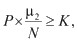 P × μ₂/N ≥ K,